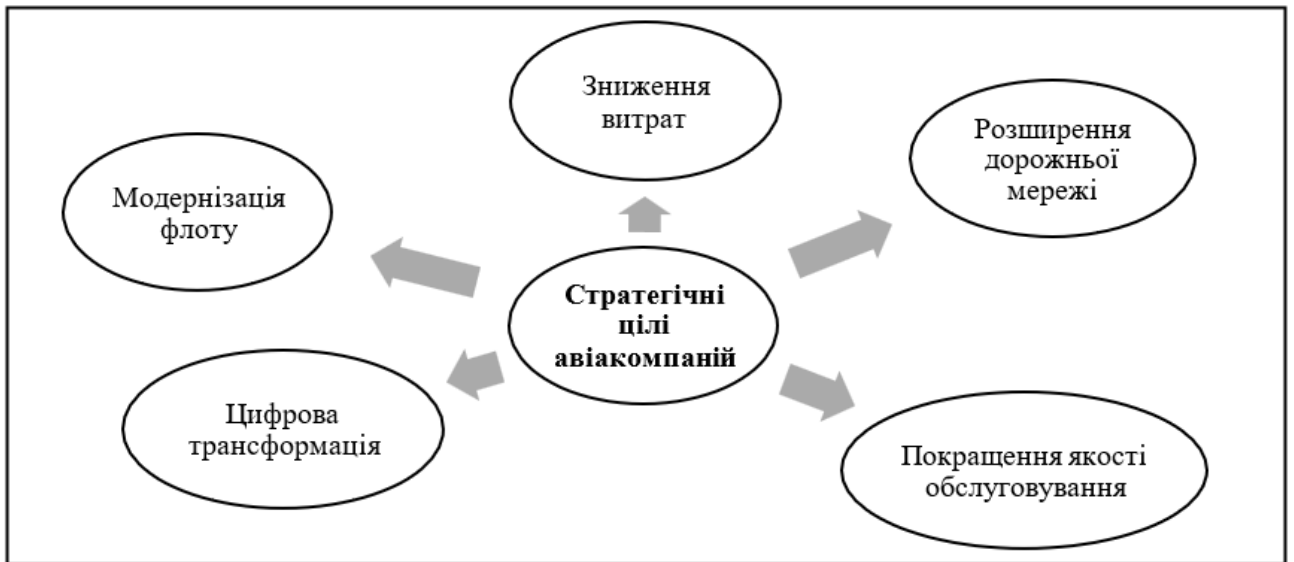 Зниження
витрат
Розширення
дорожньої
мережі
Модернізація
флоту
Стратегічні
цілі
авіакомпаній
Цифрова
трансформація
Покращення якості
обслуговування